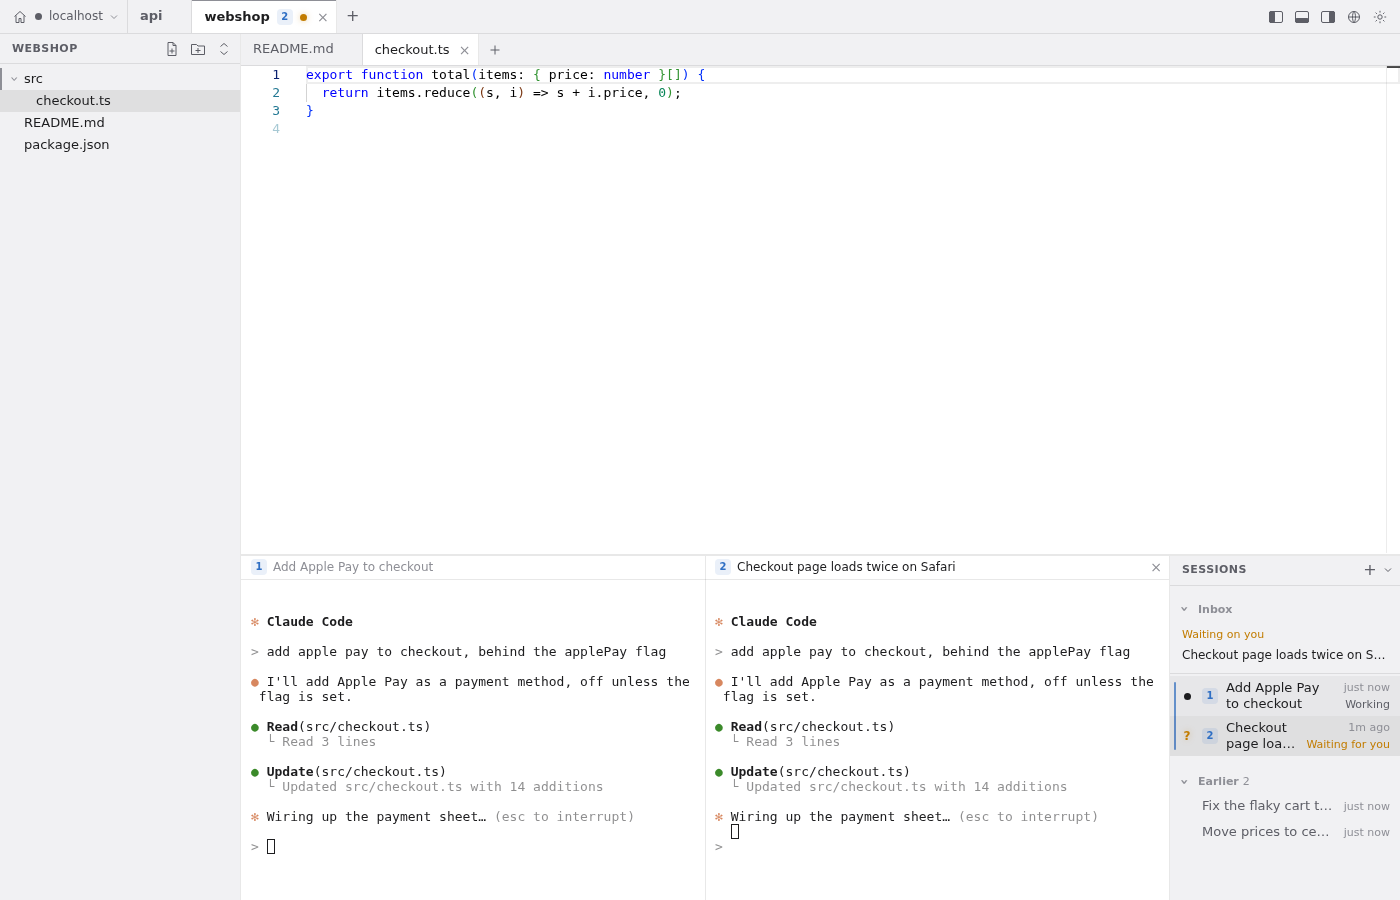 localhost
api
webshop 2
WEBSHOP
src
checkout.ts
README.md
package.json
README.md
checkout.ts
1 export function total(items: { price: number }[]) {
2 return items.reduce((s, i) => s + i.price, 0);
3 }
4
1 Add Apple Pay to checkout
✻ Claude Code
> add apple pay to checkout, behind the applePay flag
● I'll add Apple Pay as a payment method, off unless the
flag is set.
● Read(src/checkout.ts)
└ Read 3 lines
● Update(src/checkout.ts)
└ Updated src/checkout.ts with 14 additions
✻ Wiring up the payment sheet… (esc to interrupt)
>
2 Checkout page loads twice on Safari
✻ Claude Code
> add apple pay to checkout, behind the applePay flag
● I'll add Apple Pay as a payment method, off unless the
flag is set.
● Read(src/checkout.ts)
└ Read 3 lines
● Update(src/checkout.ts)
└ Updated src/checkout.ts with 14 additions
✻ Wiring up the payment sheet… (esc to interrupt)
>
SESSIONS
Inbox
Waiting on you
Checkout page loads twice on S…
1 Add Apple Pay just now
to checkout Working
? 2 Checkout 1m ago
page loa… Waiting for you
Earlier 2
Fix the flaky cart t… just now
Move prices to ce… just now